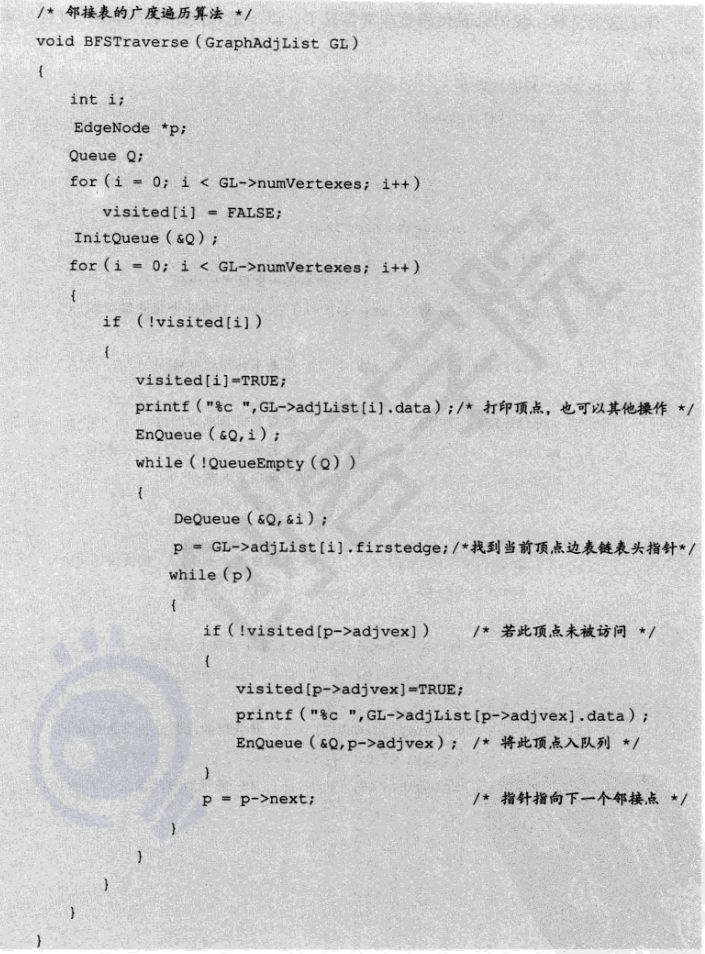 /* 邻接表的广度遍历算法 */
void BFSTraverse(GraphAdjList GL)
{
    int i;
    EdgeNode *p;
    Queue Q;
    for(i = 0; i < GL->numVertexes; i++)
        visited[i] = FALSE;
    InitQueue(&Q);
    for(i = 0; i < GL->numVertexes; i++)
    {
        if (!visited[i])
        {
            visited[i]=TRUE;
            printf("%c ",GL->adjList[i].data);/* 打印顶点，也可以其他操作 */
            EnQueue(&Q,i);
            while(!QueueEmpty(Q))
            {
                DeQueue(&Q,&i);
                p = GL->adjList[i].firstedge;/*找到当前顶点边表链表头指针*/
                while(p)
                {
                    if(!visited[p->adjvex])    /* 若此顶点未被访问 */
                    {
                        visited[p->adjvex]=TRUE;
                        printf("%c ",GL->adjList[p->adjvex].data);
                        EnQueue(&Q,p->adjvex); /* 将此顶点入队列 */
                    }
                    p = p->next;    /* 指针指向下一个邻接点 */
                }
            }
        }
    }
}